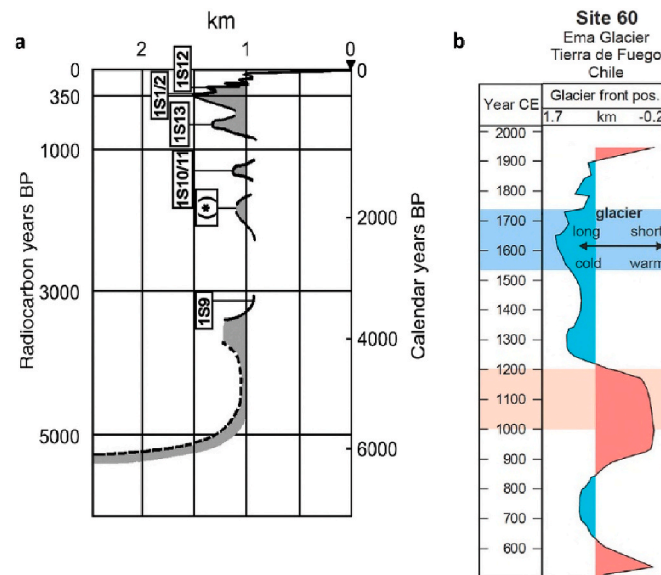 a
km
2
1
0
Radiocarbon years BP
0
350
1000
3000
5000
1S12
1S1/2
1S13
1S10/11
(*)
1S9
0
2000
4000
6000
Calendar years BP
b
Site 60
Ema Glacier
Tierra de Fuego
Chile
Year CE
Glacier front pos.
1.7 km -0.2
2000
1900
1800
1700
1600
1500
1400
1300
1200
1100
1000
900
800
700
600
glacier
long short
cold warm